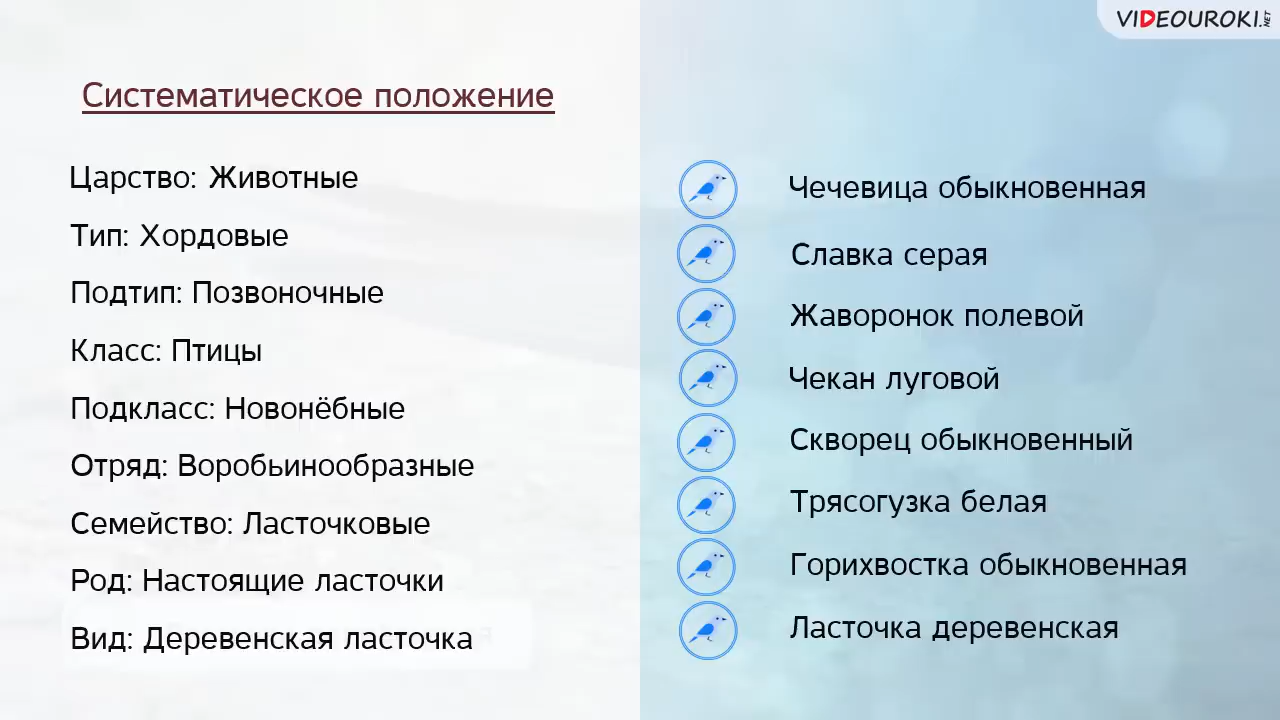 VIDEOUROKI.NET
Систематическое положение
Царство: Животные
Тип: Хордовые
Подтип: Позвоночные
Класс: Птицы
Подкласс: Новонёбные
Отряд: Воробьинообразные
Семейство: Ласточковые
Род: Настоящие ласточки
Вид: Деревенская ласточка
Чечевица обыкновенная
Славка серая
Жаворонок полевой
Чекан луговой
Скворец обыкновенный
Трясогузка белая
Горихвостка обыкновенная
Ласточка деревенская